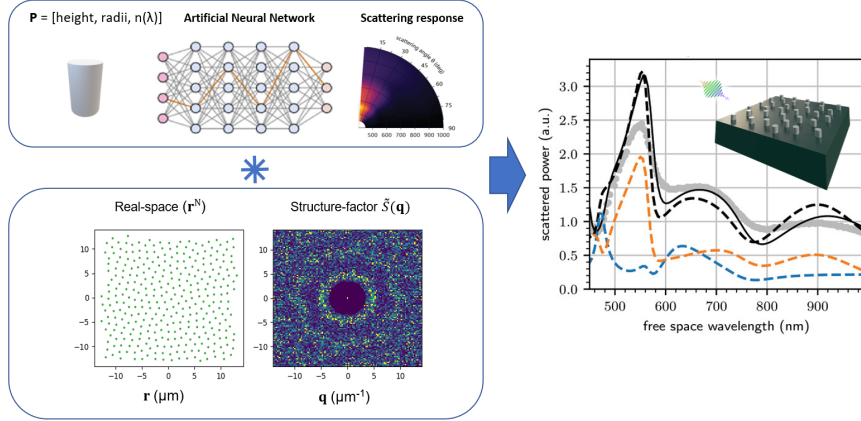 P = [height, radii, n(λ)]
Artificial Neural Network
Scattering response
scattering angle θ (deg)
15
30
45
60
75
90
500 600 700 800 900 1000
Real-space (rᴺ)
Structure-factor S̃(q)
10
5
0
−5
−10
−10 −5 0 5 10
r (μm)
10
5
0
−5
−10
−10 −5 0 5 10
q (μm⁻¹)
scattered power (a.u.)
3.0
2.5
2.0
1.5
1.0
0.5
0.0
500 600 700 800 900
free space wavelength (nm)